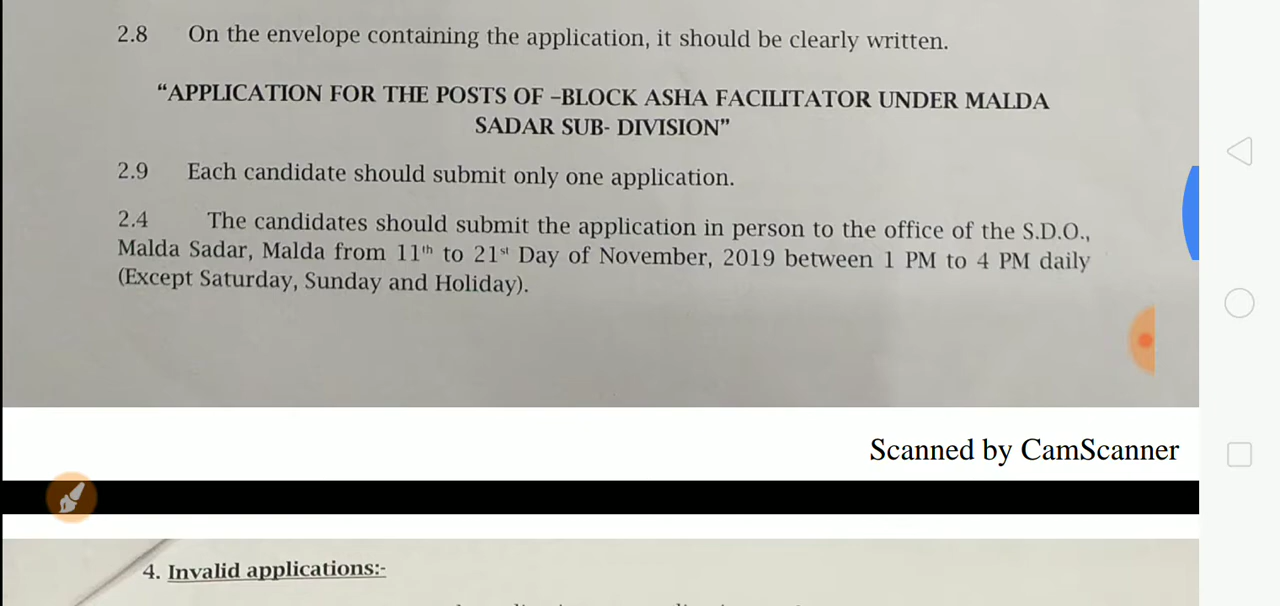 2.8 On the envelope containing the application, it should be clearly written.
“APPLICATION FOR THE POSTS OF –BLOCK ASHA FACILITATOR UNDER MALDA
SADAR SUB- DIVISION”
2.9 Each candidate should submit only one application.
2.4 The candidates should submit the application in person to the office of the S.D.O.,
Malda Sadar, Malda from 11th to 21st Day of November, 2019 between 1 PM to 4 PM daily
(Except Saturday, Sunday and Holiday).
Scanned by CamScanner
4. Invalid applications:-